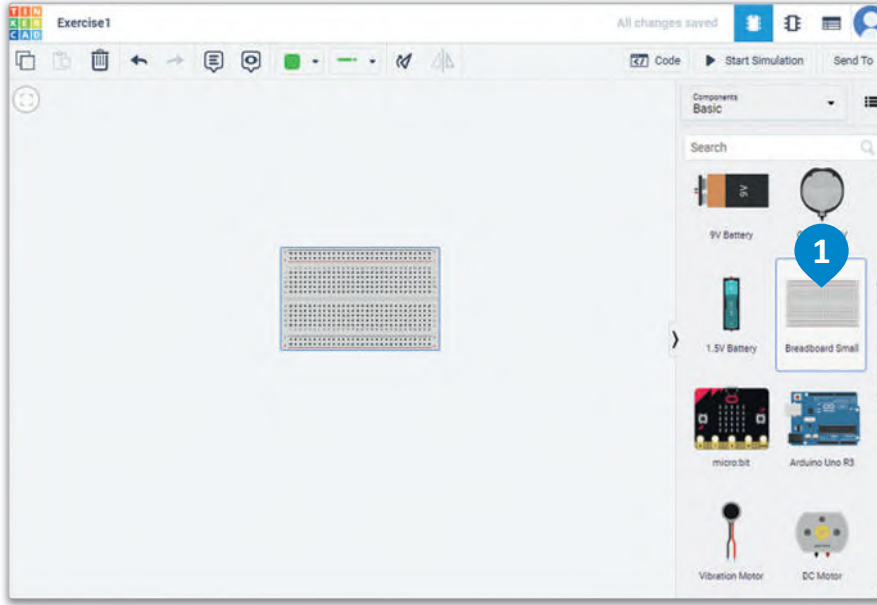 TIN
KER
CAD
Exercise1
All changes saved
Code
Start Simulation
Send To
Components
Basic
Search
9V
9V Battery
1
1.5V Battery
Breadboard Small
micro:bit
Arduino Uno R3
Vibration Motor
DC Motor